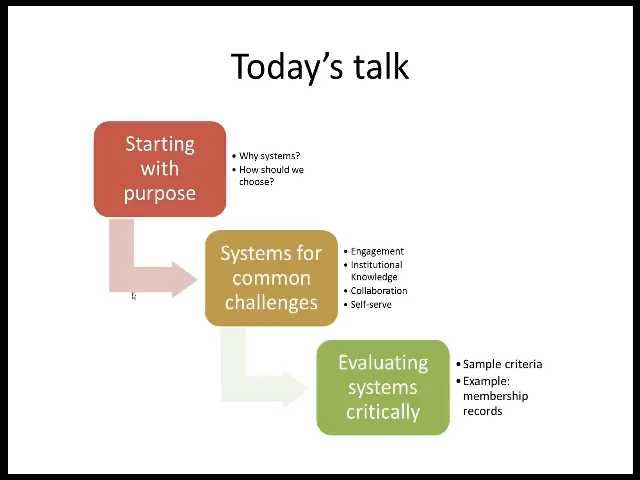 Today's talk
Starting
with
purpose
• Why systems?
• How should we
choose?
Systems for
common
challenges
• Engagement
• Institutional
Knowledge
• Collaboration
• Self-serve
Evaluating
systems
critically
• Sample criteria
• Example:
membership
records